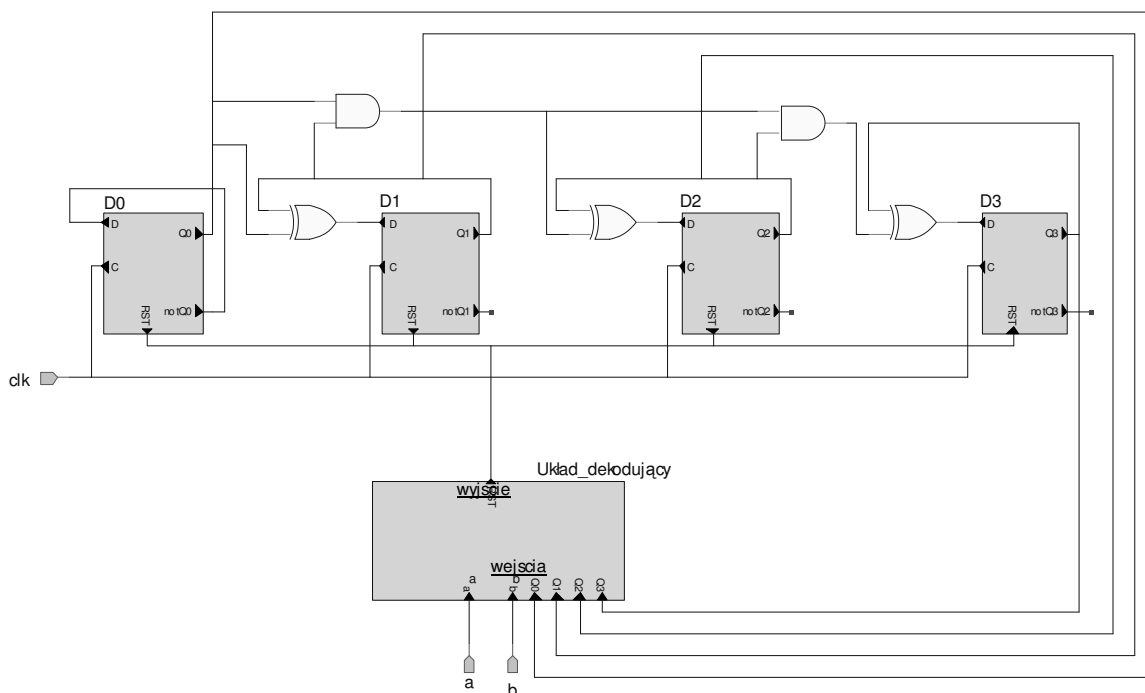 D0
D
Q0
C
RST
notQ0
D1
D
Q1
C
RST
notQ1
D2
D
Q2
C
RST
notQ2
D3
D
Q3
C
RST
notQ3
clk
Układ_dekodujący
wyjście
RST
wejscia
a
a
b
b
Q0
Q1
Q2
Q3
a
b